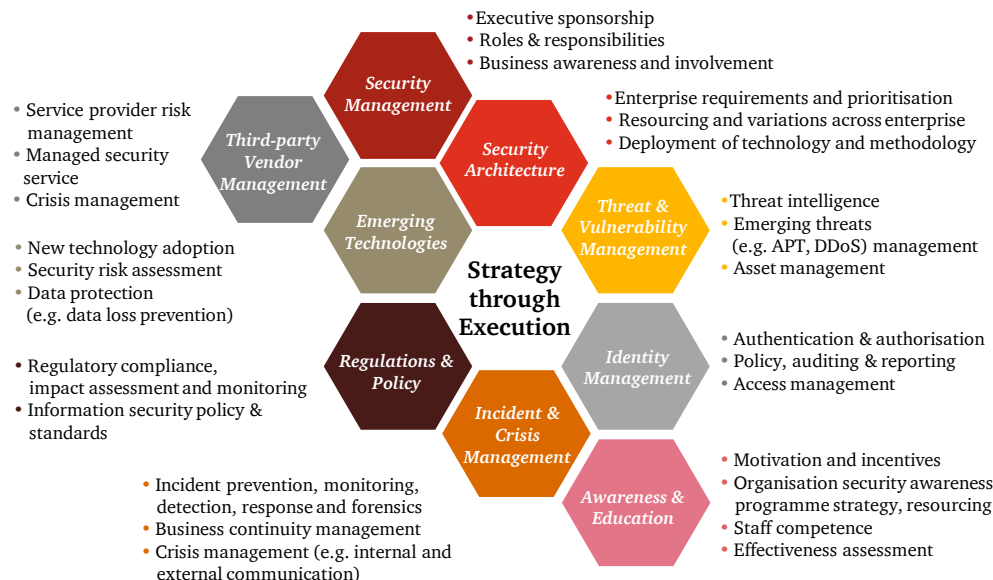 • Executive sponsorship
• Roles & responsibilities
• Business awareness and involvement
Security
Management
• Service provider risk
management
• Managed security
service
• Crisis management
Third-party
Vendor
Management
Security
Architecture
• Enterprise requirements and prioritisation
• Resourcing and variations across enterprise
• Deployment of technology and methodology
Emerging
Technologies
Threat &
Vulnerability
Management
• Threat intelligence
• Emerging threats
(e.g. APT, DDoS) management
• Asset management
• New technology adoption
• Security risk assessment
• Data protection
(e.g. data loss prevention)
Strategy
through
Execution
Regulations &
Policy
Identity
Management
• Authentication & authorisation
• Policy, auditing & reporting
• Access management
• Regulatory compliance,
impact assessment and monitoring
• Information security policy &
standards
Incident &
Crisis
Management
• Incident prevention, monitoring,
detection, response and forensics
• Business continuity management
• Crisis management (e.g. internal and
external communication)
Awareness &
Education
• Motivation and incentives
• Organisation security awareness
programme strategy, resourcing
• Staff competence
• Effectiveness assessment